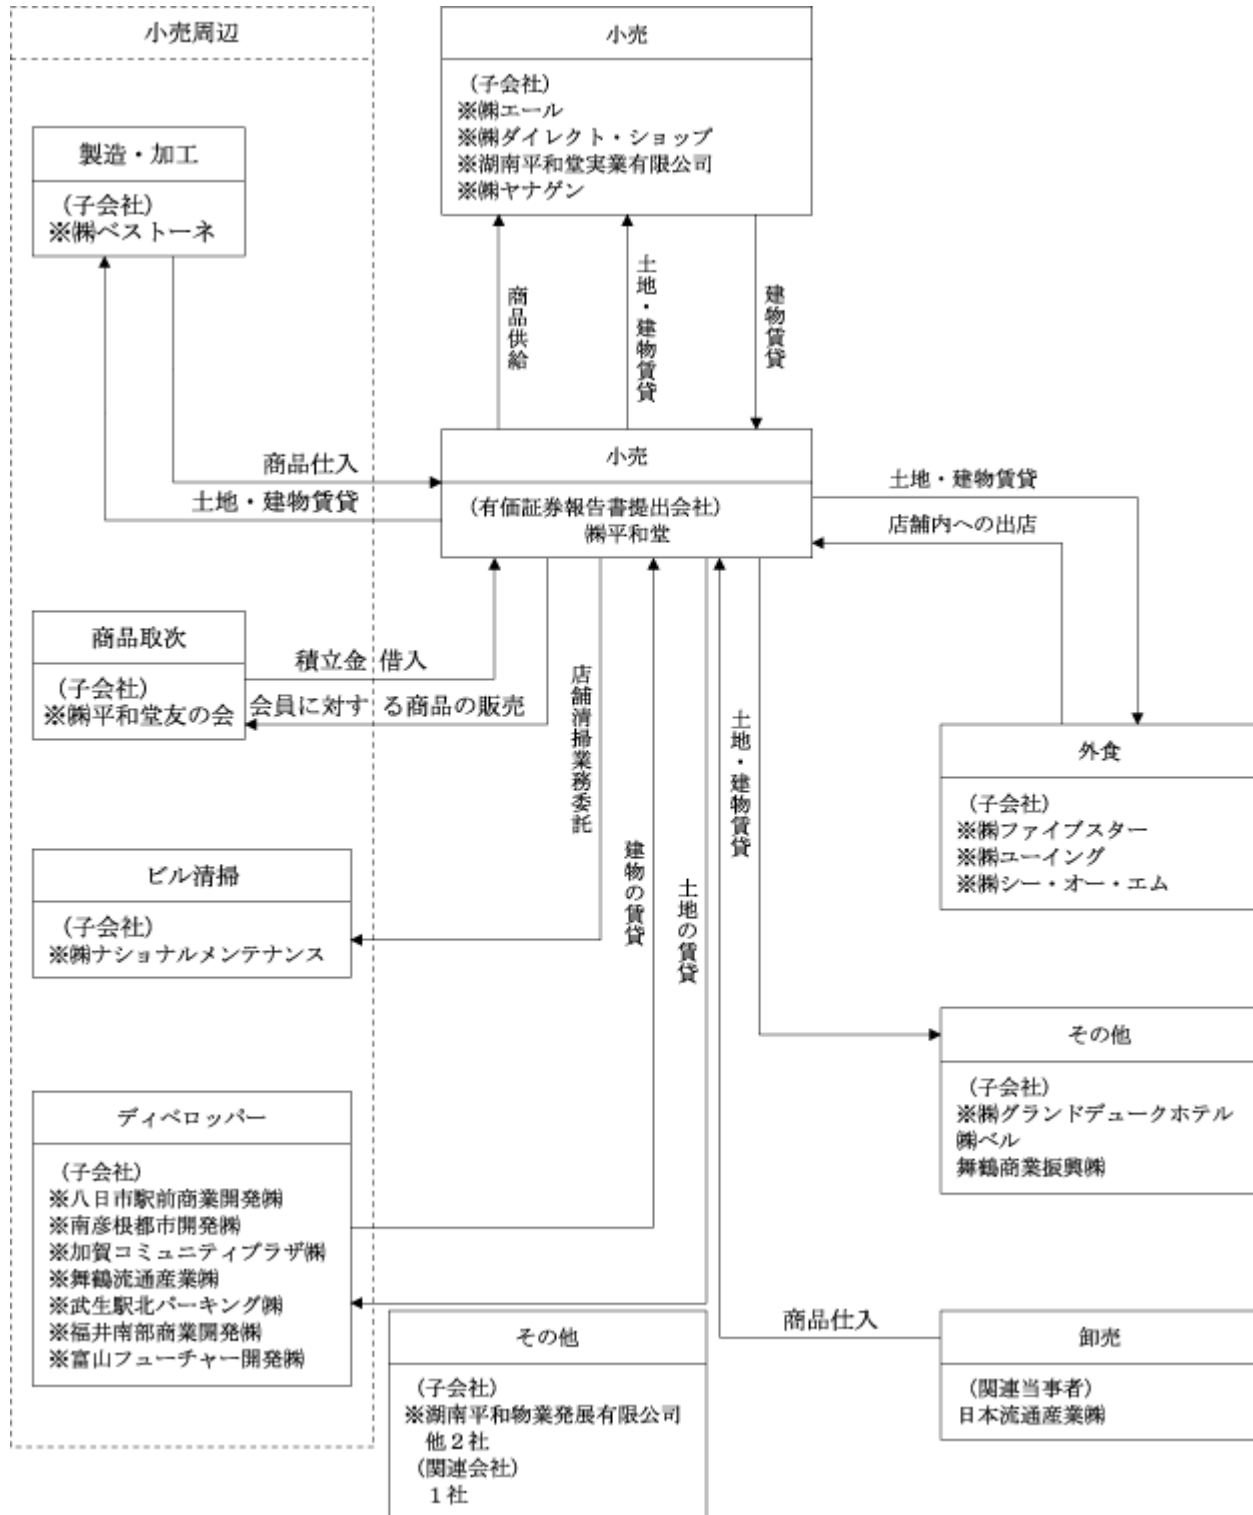 小売周辺
小売
(子会社)
※㈱エール
※㈱ダイレクト・ショップ
※湖南平和堂実業有限公司
※㈱ヤナゲン
製造・加工
(子会社)
※㈱ベストーネ
商品供給
土地・建物賃貸
建物賃貸
商品仕入
土地・建物賃貸
小売
(有価証券報告書提出会社)
㈱平和堂
土地・建物賃貸
店舗内への出店
商品取次
(子会社)
※㈱平和堂友の会
積立金 借入
会員に対す る商品の販売
店舗清掃業務委託
建物の賃貸
土地の賃貸
土地・建物賃貸
外食
(子会社)
※㈱ファイブスター
※㈱ユーイング
※㈱シー・オー・エム
ビル清掃
(子会社)
※㈱ナショナルメンテナンス
その他
(子会社)
※㈱グランドデュークホテル
㈱ベル
舞鶴商業振興㈱
ディベロッパー
(子会社)
※八日市駅前商業開発㈱
※南彦根都市開発㈱
※加賀コミュニティプラザ㈱
※舞鶴流通産業㈱
※武生駅北パーキング㈱
※福井南部商業開発㈱
※富山フューチャー開発㈱
その他
(子会社)
※湖南平和物業発展有限公司
他2社
(関連会社)
1社
商品仕入
卸売
(関連当事者)
日本流通産業㈱